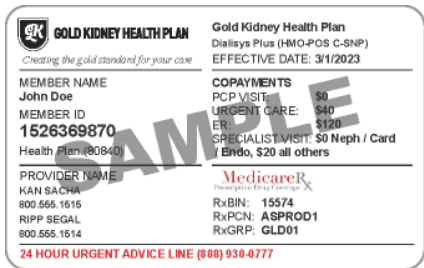 GK
GOLD KIDNEY HEALTH PLAN
Creating the gold standard for your care
Gold Kidney Health Plan
Dialisys Plus (HMO-POS C-SNP)
EFFECTIVE DATE: 3/1/2023
MEMBER NAME
John Doe
MEMBER ID
1526369870
Health Plan (80840)
COPAYMENTS
PCP VISIT: $0
URGENT CARE: $40
ER: $120
SPECIALIST VISIT: $0 Neph / Card
/ Endo, $20 all others
SAMPLE
PROVIDER NAME
KAN SACHA
800.555.1515
RIPP SEGAL
800.555.1514
MedicareRx
Prescription Drug Coverage
RxBIN: 15574
RxPCN: ASPROD1
RxGRP: GLD01
24 HOUR URGENT ADVICE LINE (888) 930-0777